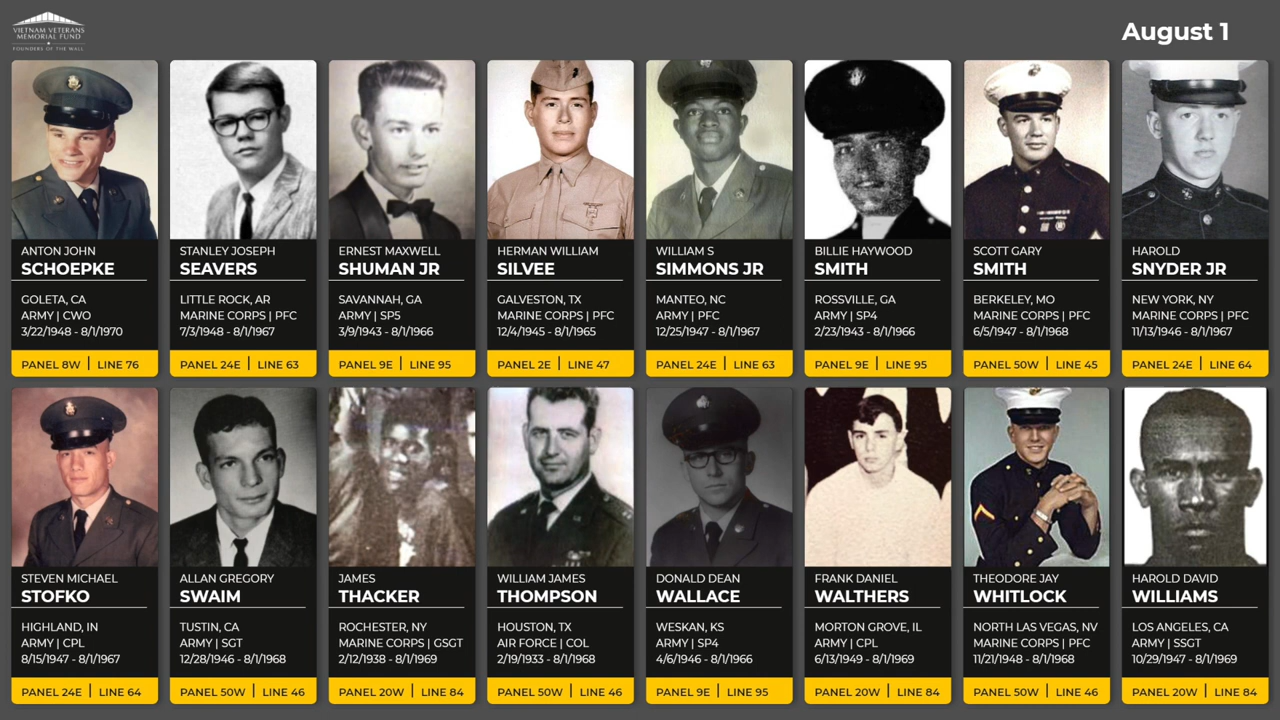 VIETNAM VETERANS
MEMORIAL FUND
FOUNDERS OF THE WALL
August 1
ANTON JOHN
SCHOEPKE
GOLETA, CA
ARMY | CWO
3/22/1948 - 8/1/1970
PANEL 8W | LINE 76
STANLEY JOSEPH
SEAVERS
LITTLE ROCK, AR
MARINE CORPS | PFC
7/3/1948 - 8/1/1967
PANEL 24E | LINE 63
ERNEST MAXWELL
SHUMAN JR
SAVANNAH, GA
ARMY | SP5
3/9/1943 - 8/1/1966
PANEL 9E | LINE 95
HERMAN WILLIAM
SILVEE
GALVESTON, TX
MARINE CORPS | PFC
12/4/1945 - 8/1/1965
PANEL 2E | LINE 47
WILLIAM S
SIMMONS JR
MANTEO, NC
ARMY | PFC
12/25/1947 - 8/1/1967
PANEL 24E | LINE 63
BILLIE HAYWOOD
SMITH
ROSSVILLE, GA
ARMY | SP4
2/23/1943 - 8/1/1966
PANEL 9E | LINE 95
SCOTT GARY
SMITH
BERKELEY, MO
MARINE CORPS | PFC
6/5/1947 - 8/1/1968
PANEL 50W | LINE 45
HAROLD
SNYDER JR
NEW YORK, NY
MARINE CORPS | PFC
11/13/1946 - 8/1/1967
PANEL 24E | LINE 64
STEVEN MICHAEL
STOFKO
HIGHLAND, IN
ARMY | CPL
8/15/1947 - 8/1/1967
PANEL 24E | LINE 64
ALLAN GREGORY
SWAIM
TUSTIN, CA
ARMY | SGT
12/28/1946 - 8/1/1968
PANEL 50W | LINE 46
JAMES
THACKER
ROCHESTER, NY
MARINE CORPS | GSGT
2/12/1938 - 8/1/1969
PANEL 20W | LINE 84
WILLIAM JAMES
THOMPSON
HOUSTON, TX
AIR FORCE | COL
2/19/1933 - 8/1/1968
PANEL 50W | LINE 46
DONALD DEAN
WALLACE
WESKAN, KS
ARMY | SP4
4/6/1946 - 8/1/1966
PANEL 9E | LINE 95
FRANK DANIEL
WALTHERS
MORTON GROVE, IL
ARMY | CPL
6/13/1949 - 8/1/1969
PANEL 20W | LINE 84
THEODORE JAY
WHITLOCK
NORTH LAS VEGAS, NV
MARINE CORPS | PFC
11/21/1948 - 8/1/1968
PANEL 50W | LINE 46
HAROLD DAVID
WILLIAMS
LOS ANGELES, CA
ARMY | SSGT
10/29/1947 - 8/1/1969
PANEL 20W | LINE 84